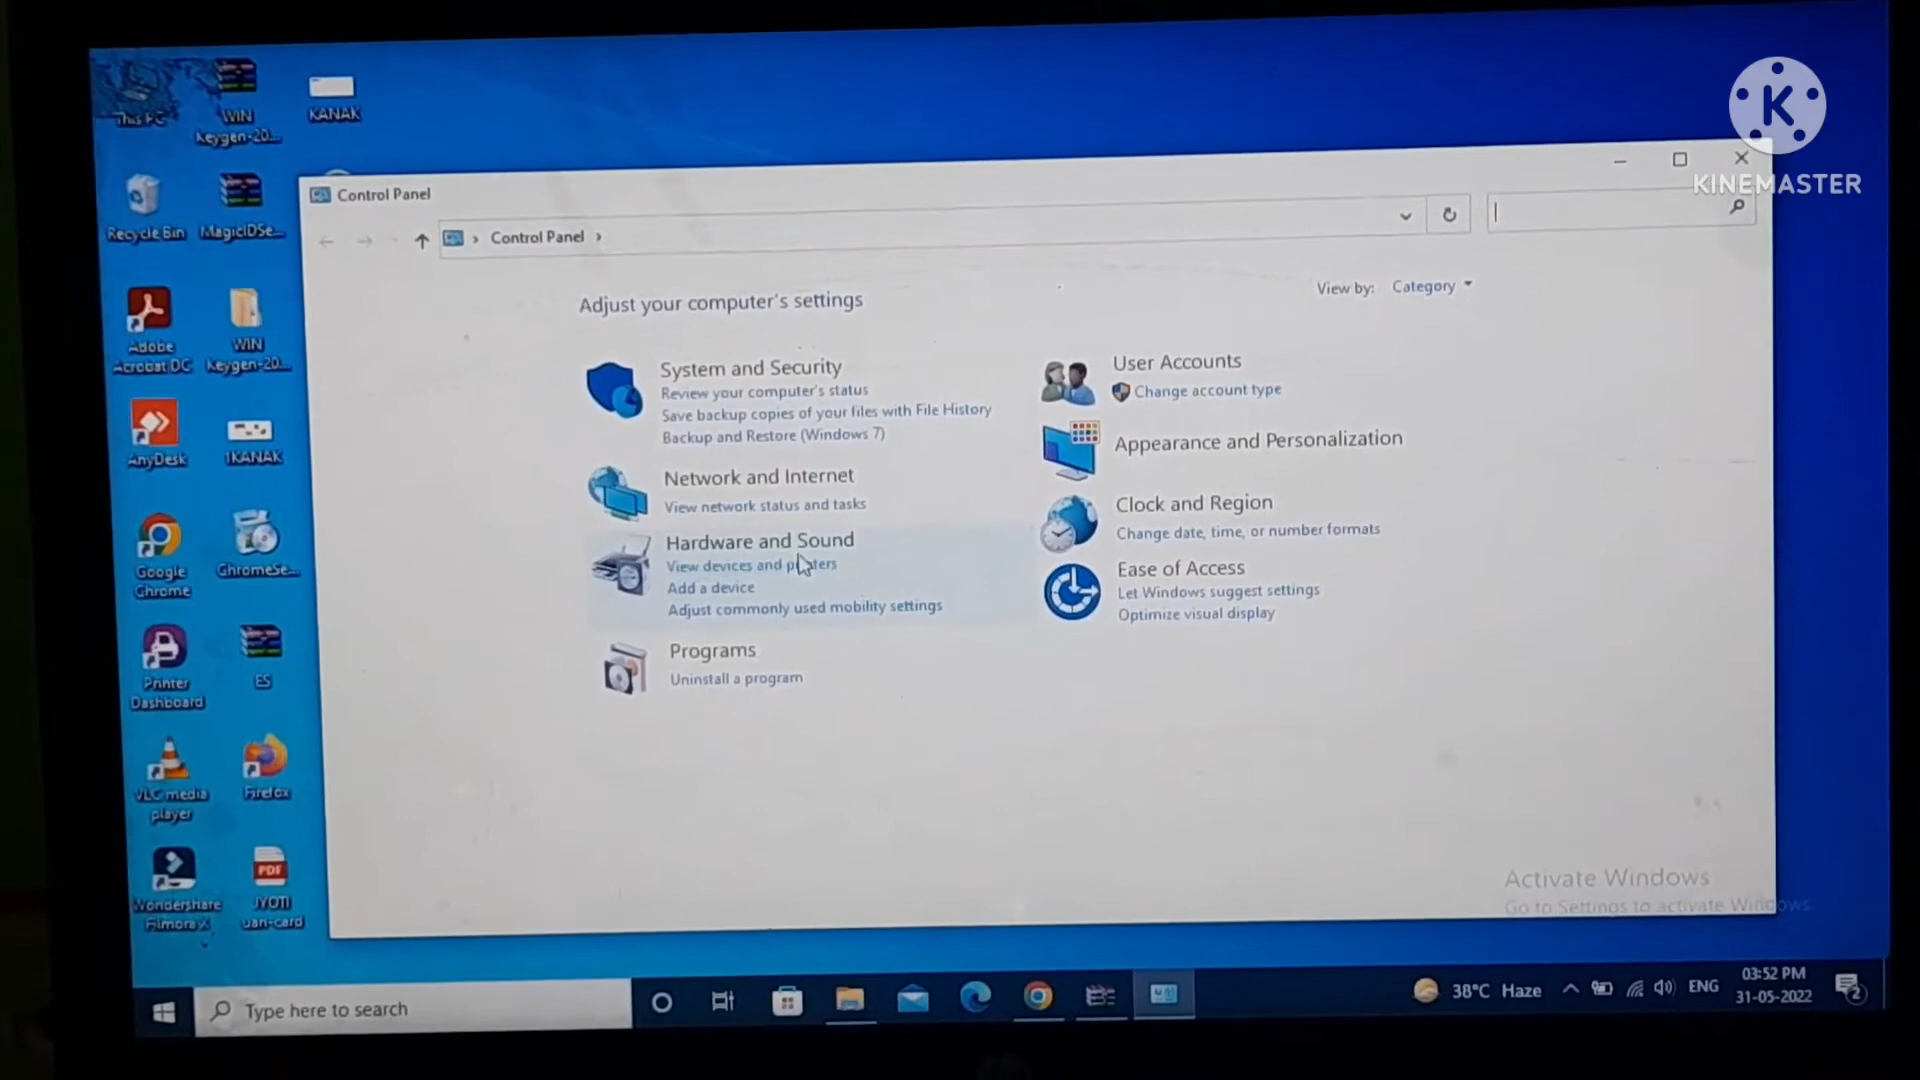 This PC
WIN
Keygen-20...
KANAK
Recycle Bin
MagicIDSe...
Adobe
Acrobat DC
WIN
Keygen-20...
AnyDesk
1KANAK
Google
Chrome
ChromeSe...
Printer
Dashboard
ES
VLC media
player
Firefox
Wondershare
Filmora X
PDF
JYOTI
uan-card
K
KINEMASTER
Control Panel
Control Panel
Adjust your computer's settings
View by: Category
System and Security
Review your computer's status
Save backup copies of your files with File History
Backup and Restore (Windows 7)
Network and Internet
View network status and tasks
Hardware and Sound
View devices and printers
Add a device
Adjust commonly used mobility settings
Programs
Uninstall a program
User Accounts
Change account type
Appearance and Personalization
Clock and Region
Change date, time, or number formats
Ease of Access
Let Windows suggest settings
Optimize visual display
Activate Windows
Go to Settings to activate Windows.
Type here to search
38°C Haze
ENG
03:52 PM
31-05-2022
2